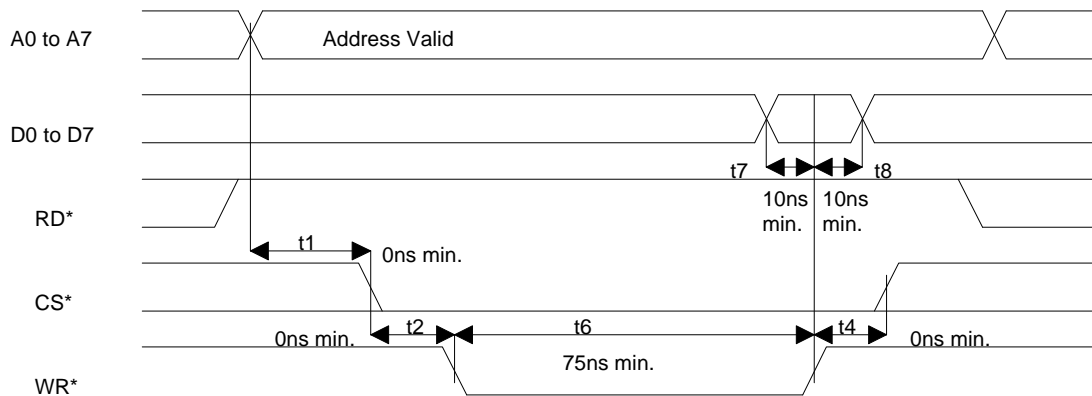 A0 to A7
Address Valid
D0 to D7
t7
t8
10ns min.
10ns min.
RD*
t1
0ns min.
CS*
t2
t6
t4
0ns min.
75ns min.
0ns min.
WR*